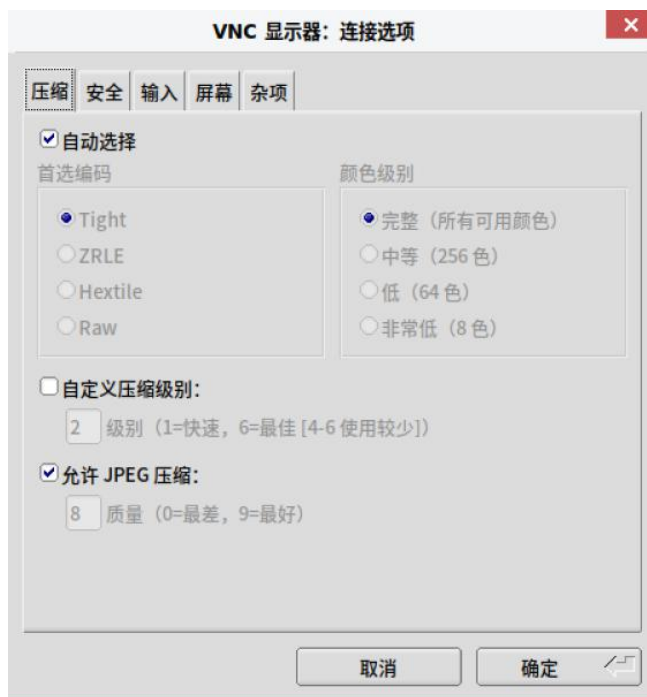 VNC 显示器：连接选项
压缩 安全 输入 屏幕 杂项
自动选择
首选编码
Tight
ZRLE
Hextile
Raw
颜色级别
完整（所有可用颜色）
中等（256 色）
低（64 色）
非常低（8 色）
自定义压缩级别：
2 级别（1=快速，6=最佳 [4-6 使用较少]）
允许 JPEG 压缩：
8 质量（0=最差，9=最好）
取消 确定